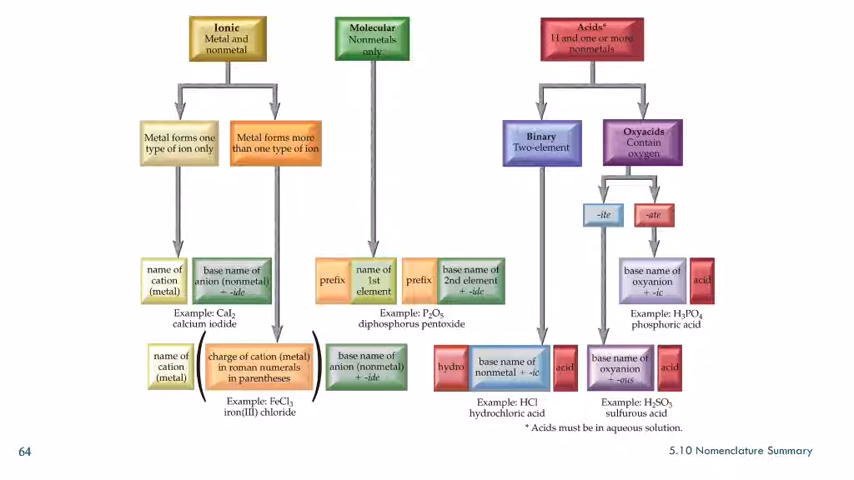 Ionic
Metal and
nonmetal
Molecular
Nonmetals
only
Acids*
H and one or more
nonmetals
Metal forms one
type of ion only
Metal forms more
than one type of ion
Binary
Two-element
Oxyacids
Contain
oxygen
-ite
-ate
name of
cation
(metal)
base name of
anion (nonmetal)
+ -ide
Example: CaI₂
calcium iodide
prefix
name of
1st
element
prefix
base name of
2nd element
+ -ide
Example: P₂O₅
diphosphorus pentoxide
base name of
oxyanion
+ -ic
acid
Example: H₃PO₄
phosphoric acid
name of
cation
(metal)
(charge of cation (metal)
in roman numerals
in parentheses)
base name of
anion (nonmetal)
+ -ide
Example: FeCl₃
iron(III) chloride
hydro
base name of
nonmetal + -ic
acid
Example: HCl
hydrochloric acid
base name of
oxyanion
+ -ous
acid
Example: H₂SO₃
sulfurous acid
* Acids must be in aqueous solution.
64
5.10 Nomenclature Summary